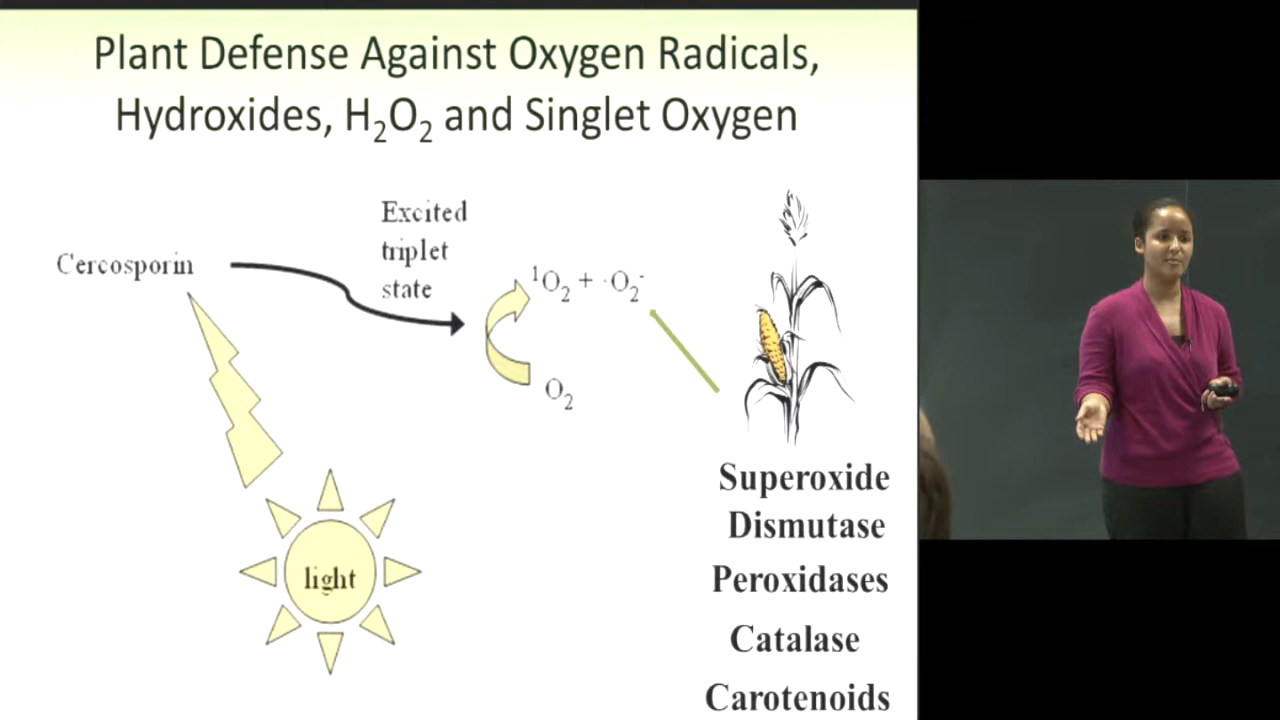 Plant Defense Against Oxygen Radicals,
Hydroxides, H₂O₂ and Singlet Oxygen
Excited
triplet
state
Cercosporin
¹O₂ + ·O₂⁻
O₂
light
Superoxide
Dismutase
Peroxidases
Catalase
Carotenoids